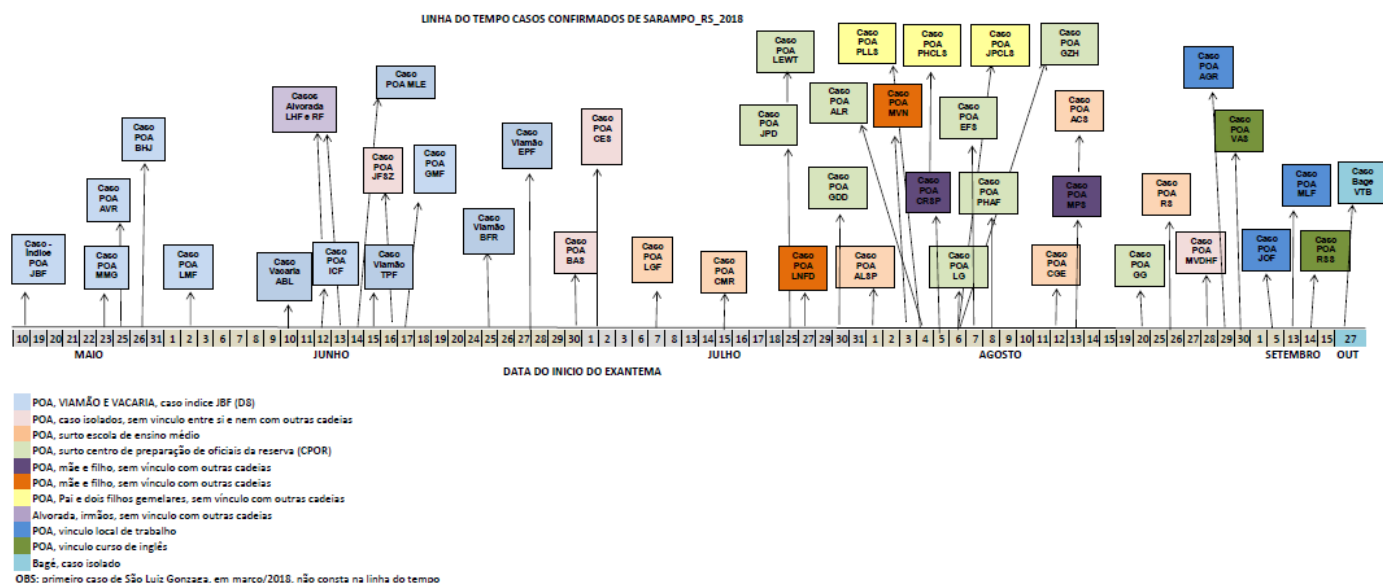 LINHA DO TEMPO CASOS CONFIRMADOS DE SARAMPO_RS_2018
Caso
POA
LEWT
Caso
POA
PLLS
Caso
POA
PHCLS
Caso
POA
JPCLS
Caso
POA
GZH
Caso
POA MLE
Casos
Alvorada
LHF e RF
Caso
POA
BHJ
Caso
POA
CES
Caso
POA
JPD
Caso
POA
ALR
Caso
POA
MVN
Caso
POA
EFS
Caso
POA
ACS
Caso
POA
AGR
Caso
POA
VAS
Caso
POA
AVR
Caso
POA
JFSZ
Caso
POA
GMF
Caso
Viamão
EPF
Caso
POA
GDD
Caso
POA
CRSP
Caso
POA
PHAF
Caso
POA
MPS
Caso
POA
RS
Caso
POA
MLF
Caso
Bage
VTB
Caso -
Índice
POA
JBF
Caso
POA
MMG
Caso
POA
LMF
Caso
Vacaria
ABL
Caso
POA
ICF
Caso
Viamão
TPF
Caso
Viamão
BFR
Caso
POA
BAS
Caso
POA
LGF
Caso
POA
CMR
Caso
POA
LNFD
Caso
POA
ALSP
Caso
POA
LG
Caso
POA
CGE
Caso
POA
GG
Caso
POA
MVDHF
Caso
POA
JOF
Caso
POA
RSS
10 19 20 21 22 23 24 25 26 31 1 2 3 4 5 6 7 8 9 10 11 12 13 14 15 16 17 18 19 20 21 22 23 24 25 26 27 28 29 30 1 2 3 5 6 7 8 13 14 15 16 17 18 25 26 27 28 29 30 31 1 2 3 4 5 6 7 8 9 10 11 12 13 14 15 18 19 20 21 25 26 27 28 29 30 1 5 13 14 15 27
MAIO JUNHO JULHO AGOSTO SETEMBRO OUT
DATA DO INICIO DO EXANTEMA
POA, VIAMÃO E VACARIA, caso indice JBF (D8)
POA, caso isolados, sem vínculo entre si e nem com outras cadeias
POA, surto escola de ensino médio
POA, surto centro de preparação de oficiais da reserva (CPOR)
POA, mãe e filho, sem vínculo com outras cadeias
POA, mãe e filho, sem vínculo com outras cadeias
POA, Pai e dois filhos gemelares, sem vínculo com outras cadeias
Alvorada, irmãos, sem vínculo com outras cadeias
POA, vinculo local de trabalho
POA, vinculo curso de inglês
Bagé, caso isolado
OBS: primeiro caso de São Luiz Gonzaga, em março/2018, não consta na linha do tempo